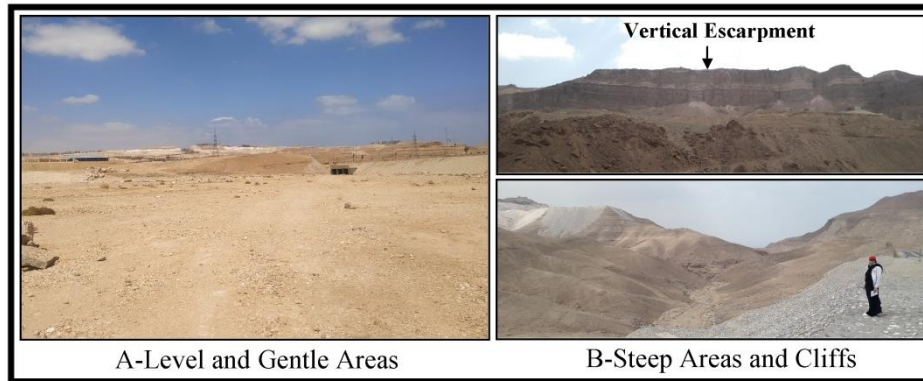 Vertical Escarpment
A-Level and Gentle Areas
B-Steep Areas and Cliffs